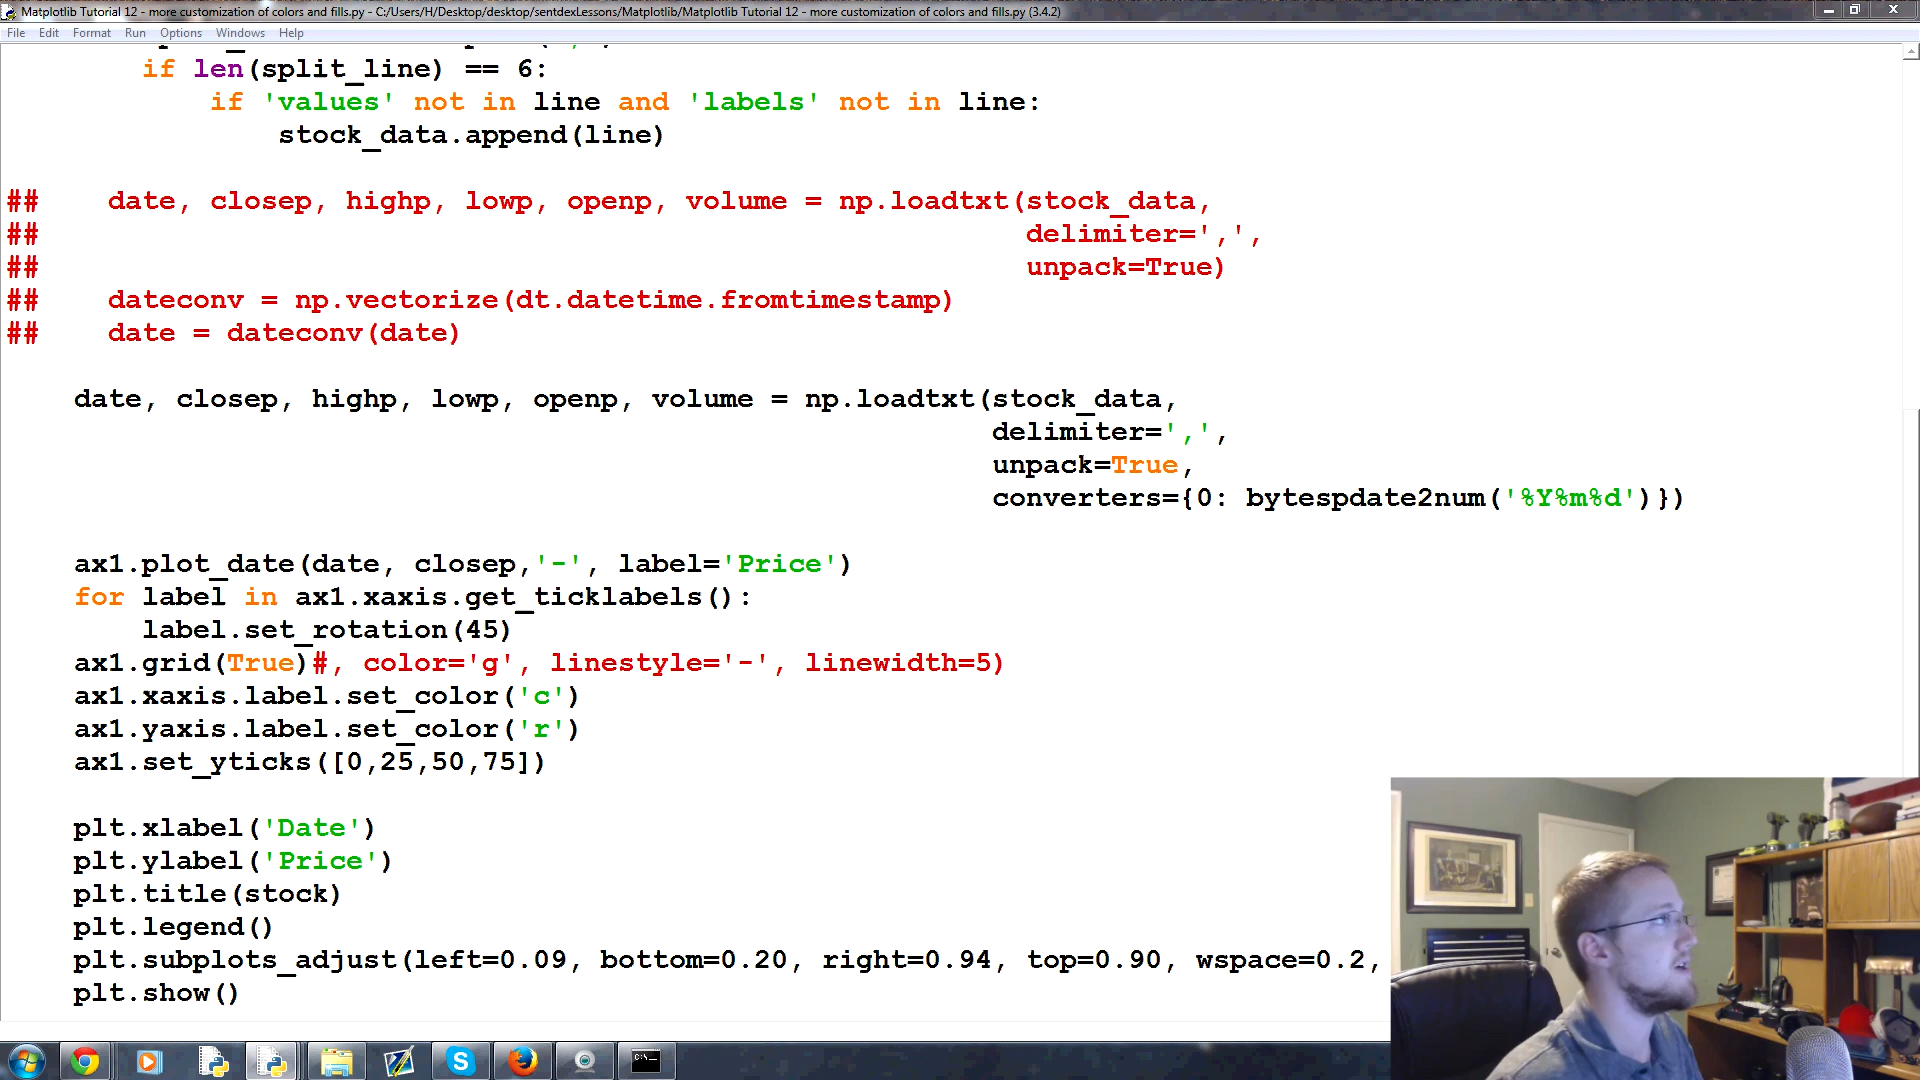 Matplotlib Tutorial 12 - more customization of colors and fills.py - C:/Users/H/Desktop/desktop/sentdexLessons/Matplotlib/Matplotlib Tutorial 12 - more customization of colors and fills.py (3.4.2)
File Edit Format Run Options Windows Help
if len(split_line) == 6:
if 'values' not in line and 'labels' not in line:
stock_data.append(line)
## date, closep, highp, lowp, openp, volume = np.loadtxt(stock_data,
## delimiter=',',
## unpack=True)
## dateconv = np.vectorize(dt.datetime.fromtimestamp)
## date = dateconv(date)
date, closep, highp, lowp, openp, volume = np.loadtxt(stock_data,
delimiter=',',
unpack=True,
converters={0: bytespdate2num('%Y%m%d')})
ax1.plot_date(date, closep,'-', label='Price')
for label in ax1.xaxis.get_ticklabels():
label.set_rotation(45)
ax1.grid(True)#, color='g', linestyle='-', linewidth=5)
ax1.xaxis.label.set_color('c')
ax1.yaxis.label.set_color('r')
ax1.set_yticks([0,25,50,75])
plt.xlabel('Date')
plt.ylabel('Price')
plt.title(stock)
plt.legend()
plt.subplots_adjust(left=0.09, bottom=0.20, right=0.94, top=0.90, wspace=0.2,
plt.show()